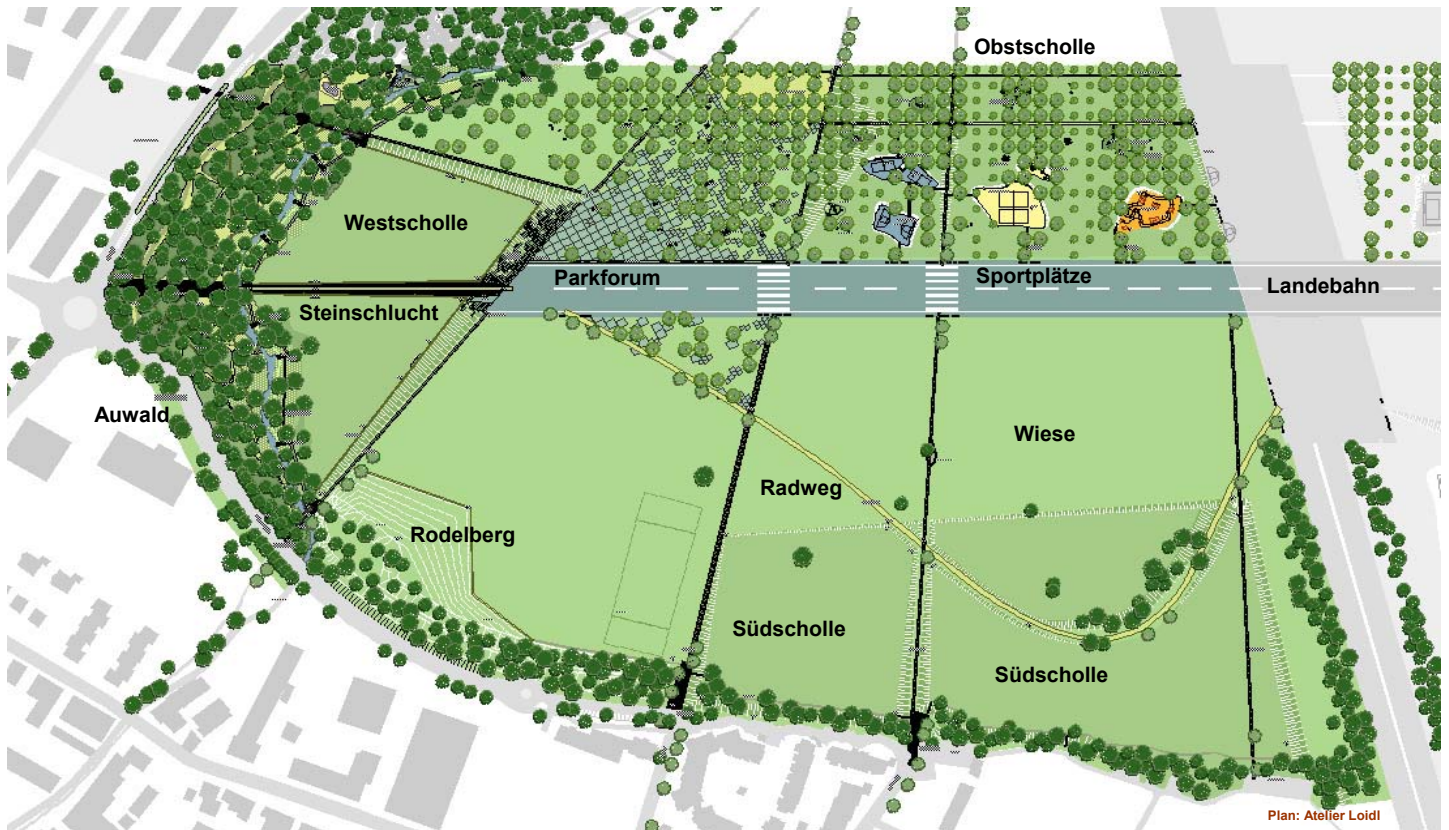 Obstscholle
Westscholle
Parkforum
Sportplätze
Landebahn
Steinschlucht
Auwald
Wiese
Radweg
Rodelberg
Südscholle
Südscholle
Plan: Atelier Loidl